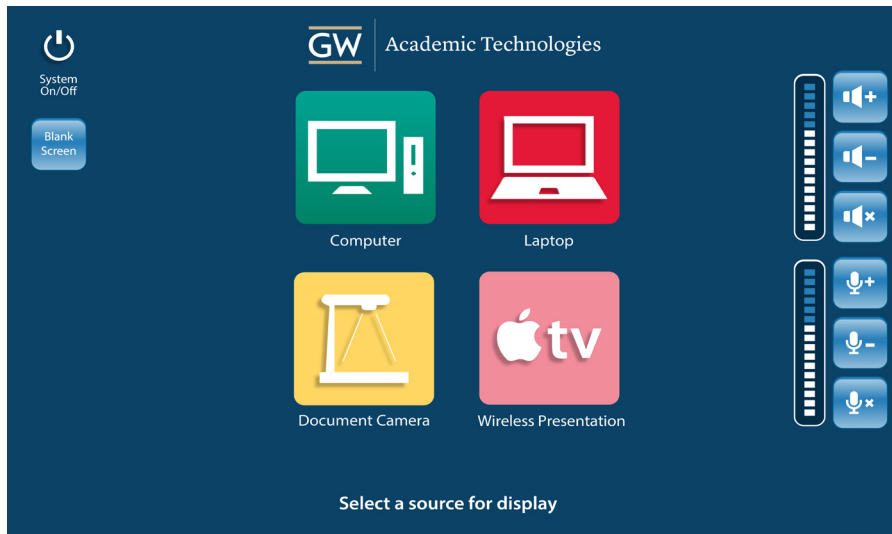 System
On/Off
Blank
Screen
GW Academic Technologies
Computer
Laptop
tv
Document Camera
Wireless Presentation
Select a source for display